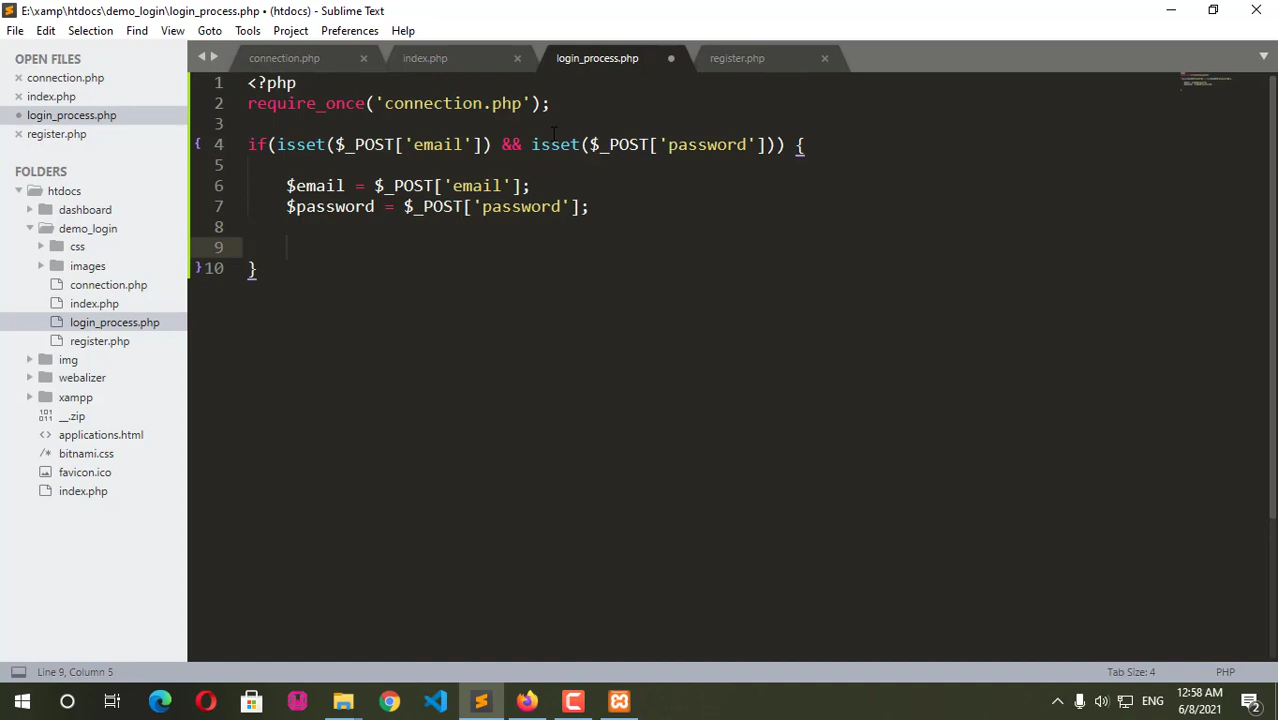 E:\xamp\htdocs\demo_login\login_process.php • (htdocs) - Sublime Text
File Edit Selection Find View Goto Tools Project Preferences Help
OPEN FILES
connection.php
index.php
login_process.php
register.php
FOLDERS
htdocs
dashboard
demo_login
css
images
connection.php
index.php
login_process.php
register.php
img
webalizer
xampp
__.zip
applications.html
bitnami.css
favicon.ico
index.php
connection.php index.php login_process.php register.php
1 <?php
2 require_once('connection.php');
3
4 if(isset($_POST['email']) && isset($_POST['password'])) {
5
6 $email = $_POST['email'];
7 $password = $_POST['password'];
8
9
10 }
Line 9, Column 5 Tab Size: 4 PHP
ENG 12:58 AM
6/8/2021
2